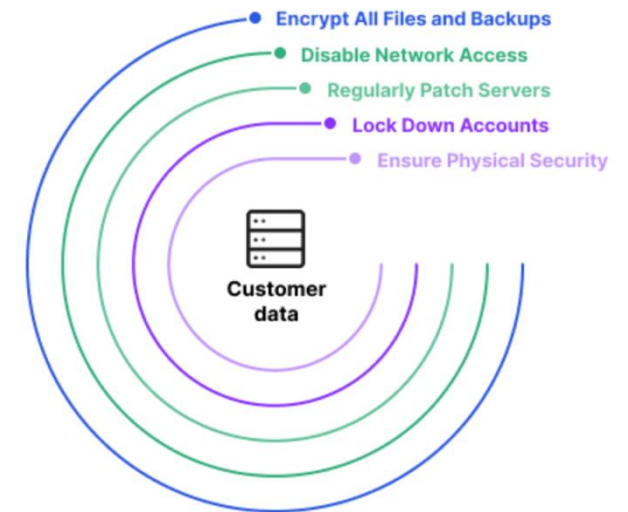 Encrypt All Files and Backups
Disable Network Access
Regularly Patch Servers
Lock Down Accounts
Ensure Physical Security
Customer
data